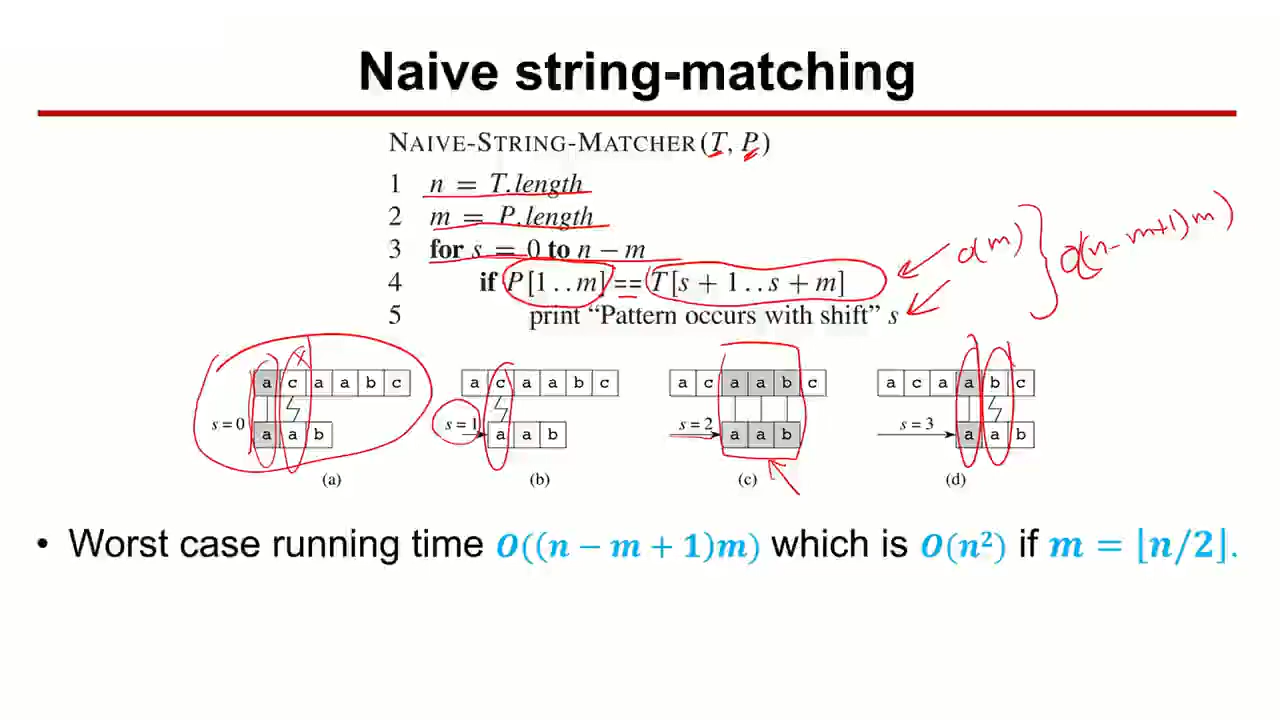 Naive string-matching
NAIVE-STRING-MATCHER(T, P)
1 n = T.length
2 m = P.length
3 for s = 0 to n − m
4 if P[1..m] == T[s + 1..s + m]
5 print “Pattern occurs with shift” s
O(m)
O((n-m+1)m)
a c a a b c
s = 0
a a b
(a)
x
a c a a b c
s = 1
a a b
(b)
a c a a b c
s = 2
a a b
(c)
a c a a b c
s = 3
a a b
(d)
• Worst case running time O((n − m + 1)m) which is O(n²) if m = ⌊n/2⌋.